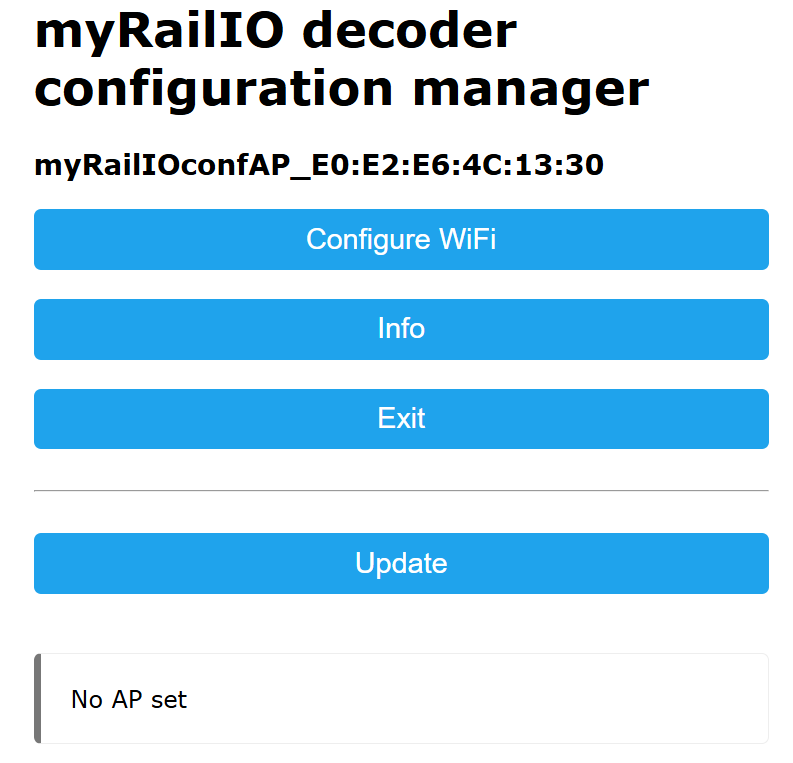 myRailIO decoder
configuration manager
myRailIOconfAP_E0:E2:E6:4C:13:30
Configure WiFi
Info
Exit
Update
No AP set